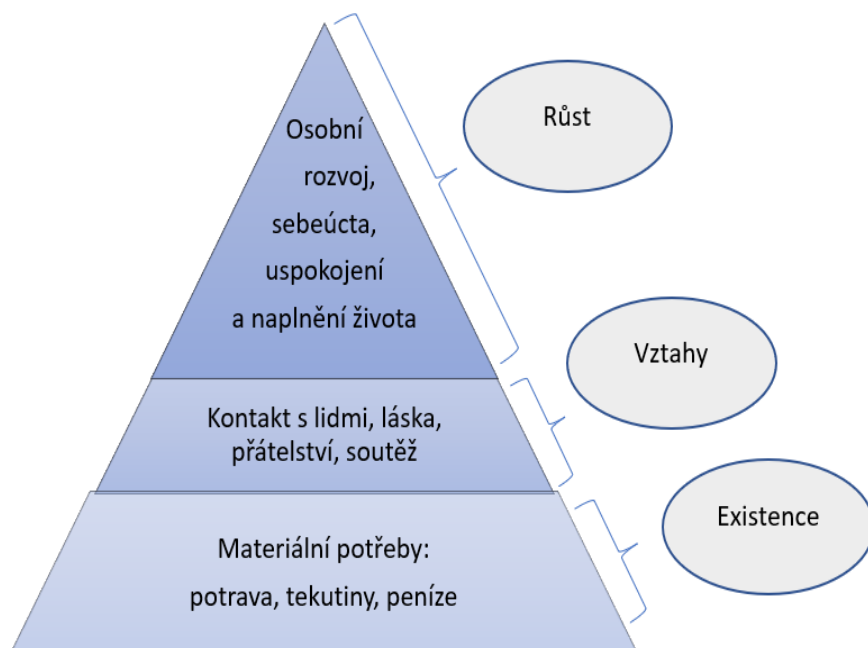 Osobní
rozvoj,
sebeúcta,
uspokojení
a naplnění života
Růst
Kontakt s lidmi, láska,
přátelství, soutěž
Vztahy
Materiální potřeby:
potrava, tekutiny, peníze
Existence